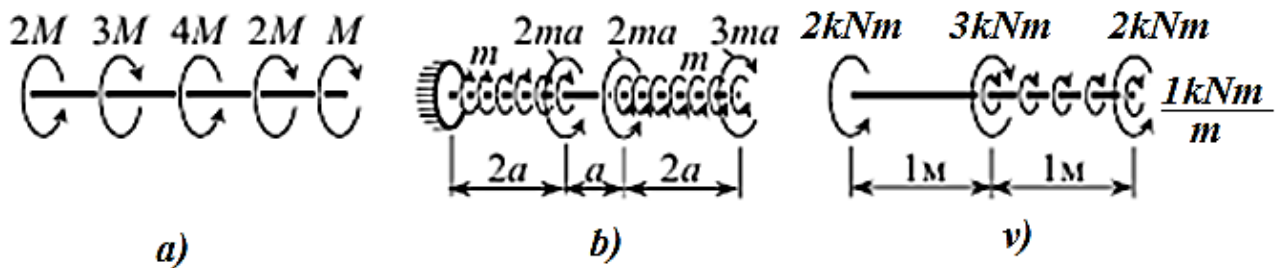 2M 3M 4M 2M M
a)
m 2ma 2ma m 3ma
2a a 2a
b)
2kNm 3kNm 2kNm
1kNm
m
1м 1м
v)